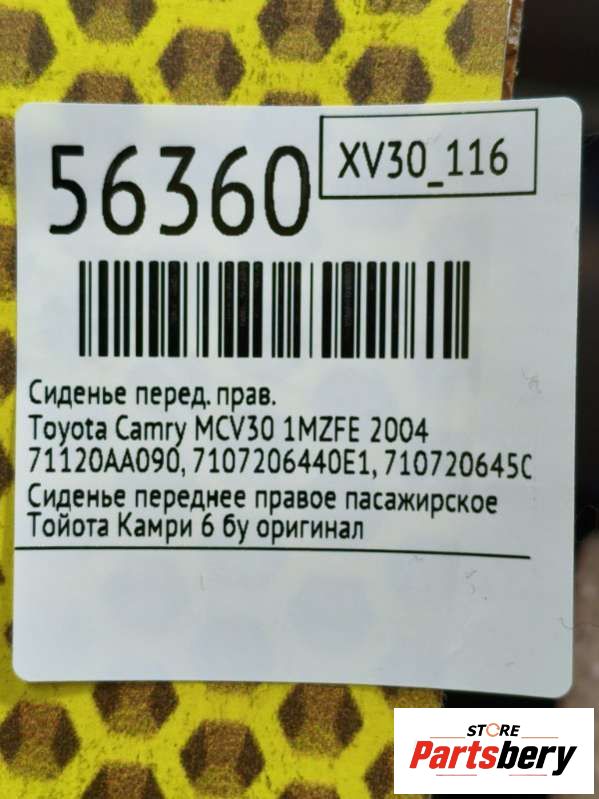 56360
XV30_116
Сиденье перед. прав.
Toyota Camry MCV30 1MZFE 2004
71120AA090, 7107206440E1, 710720645C
Сиденье переднее правое пасажирское
Тойота Камри 6 бу оригинал
STORE
Partsbery